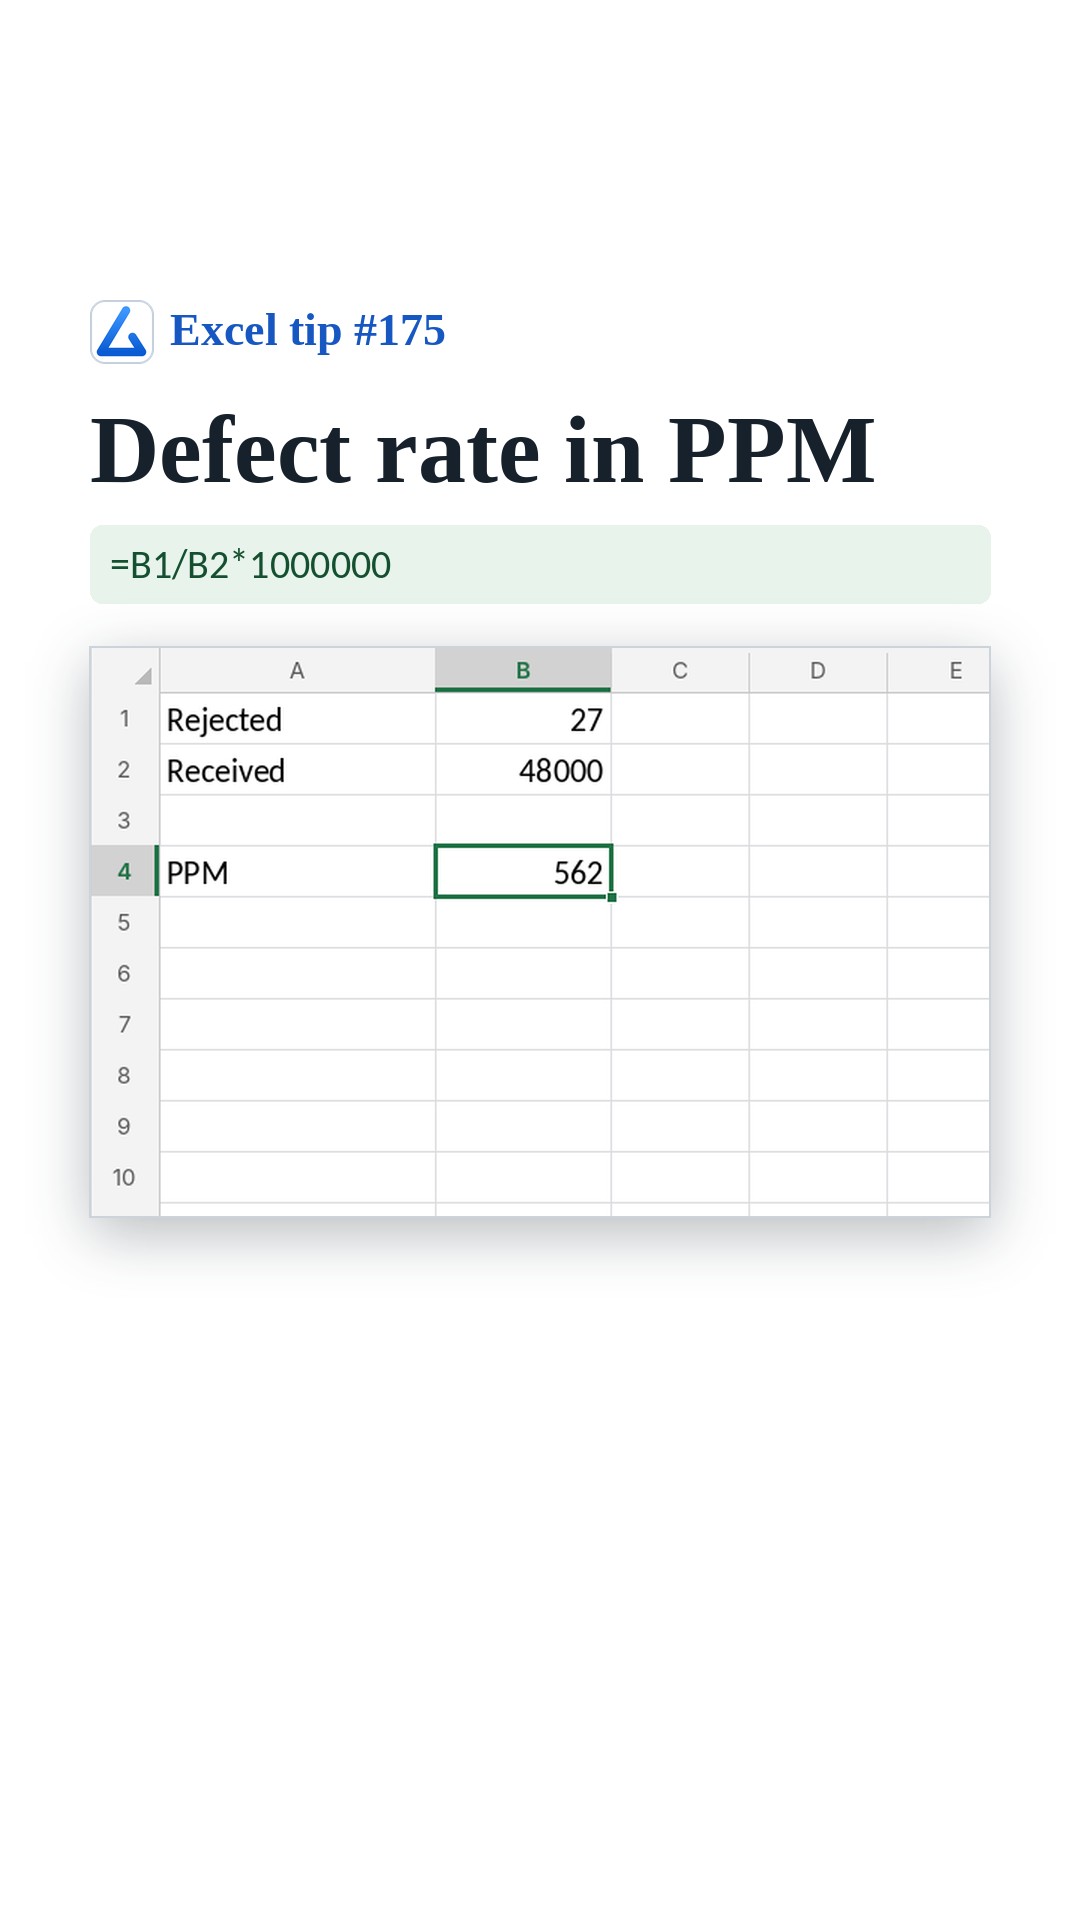 Excel tip #175
Defect rate in PPM
=B1/B2*1000000
A B C D E
1 Rejected 27
2 Received 48000
3
4 PPM 562
5
6
7
8
9
10